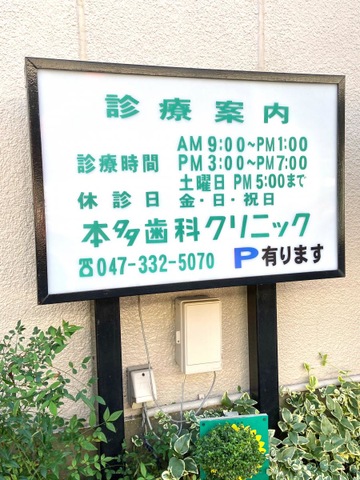 診療案内
診療時間 AM 9:00~PM1:00
PM 3:00~PM7:00
土曜日 PM 5:00まで
休診日 金・日・祝日
本多歯科クリニック
☎047-332-5070 P有ります